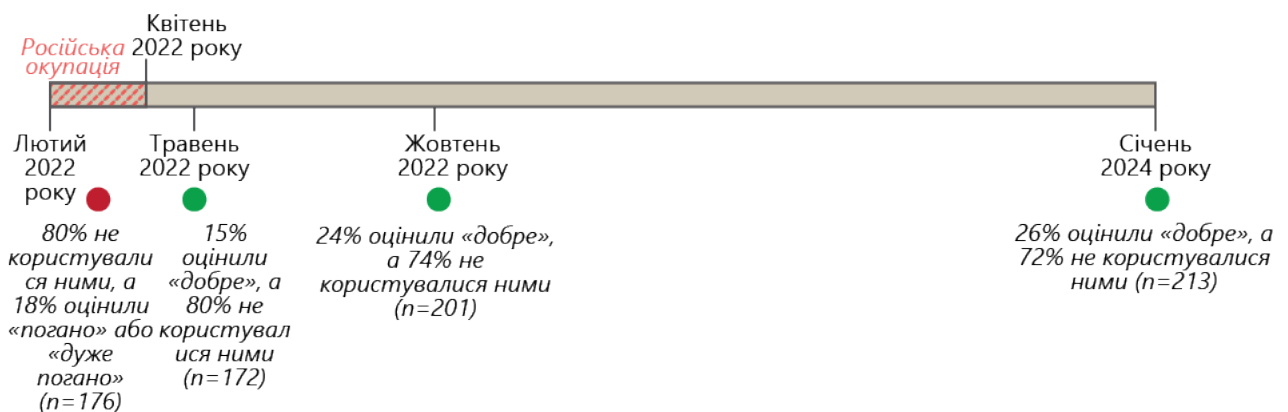 Російська
окупація
Квітень
2022 року
Лютий
2022
року
Травень
2022 року
Жовтень
2022 року
Січень
2024 року
80% не
користували
ся ними, а
18% оцінили
«погано» або
«дуже
погано»
(n=176)
15%
оцінили
«добре», а
80% не
користувал
ися ними
(n=172)
24% оцінили «добре»,
а 74% не
користувалися ними
(n=201)
26% оцінили «добре», а
72% не користувалися
ними (n=213)